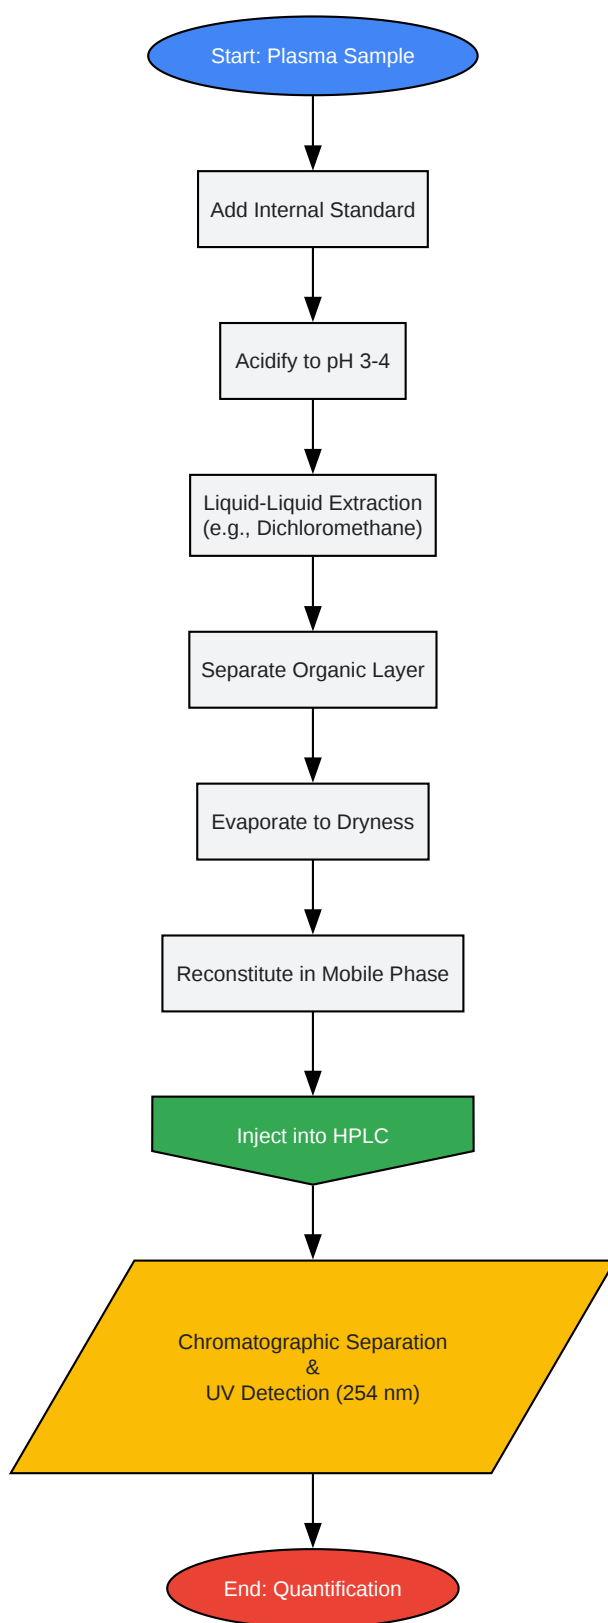 Start: Plasma Sample
Add Internal Standard
Acidify to pH 3-4
Liquid-Liquid Extraction
(e.g., Dichloromethane)
Separate Organic Layer
Evaporate to Dryness
Reconstitute in Mobile Phase
Inject into HPLC
Chromatographic Separation
&
UV Detection (254 nm)
End: Quantification